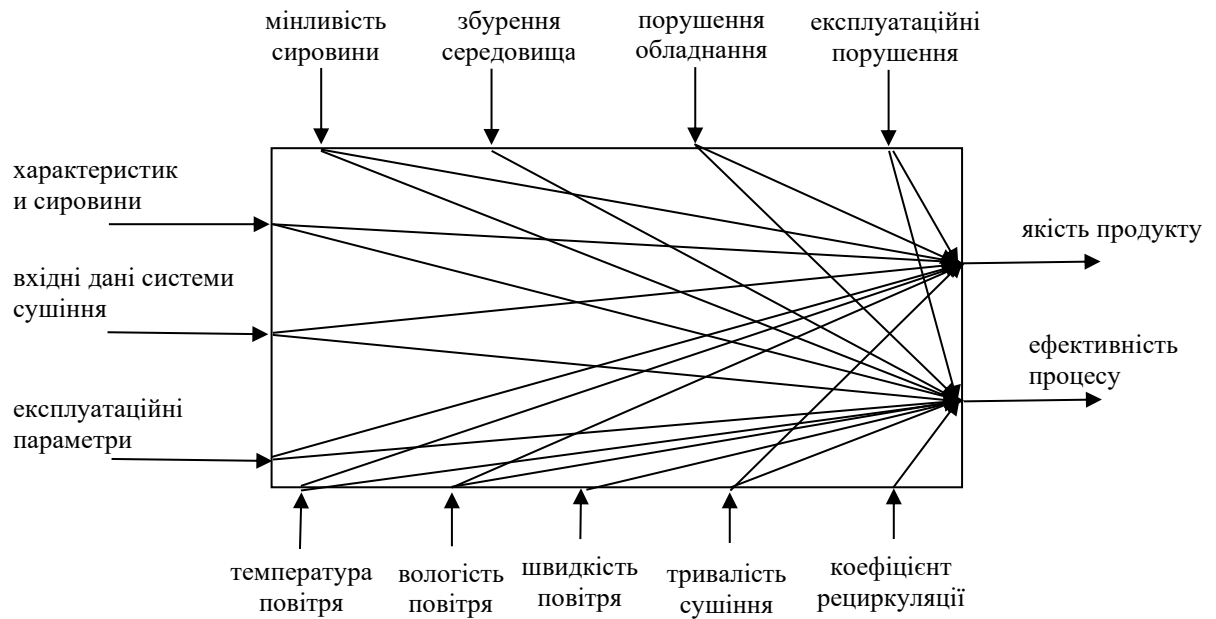 мінливість
сировини
збурення
середовища
порушення
обладнання
експлуатаційні
порушення
характеристик
и сировини
вхідні дані системи
сушіння
експлуатаційні
параметри
якість продукту
ефективність
процесу
температура
повітря
вологість
повітря
швидкість
повітря
тривалість
сушіння
коефіцієнт
рециркуляції